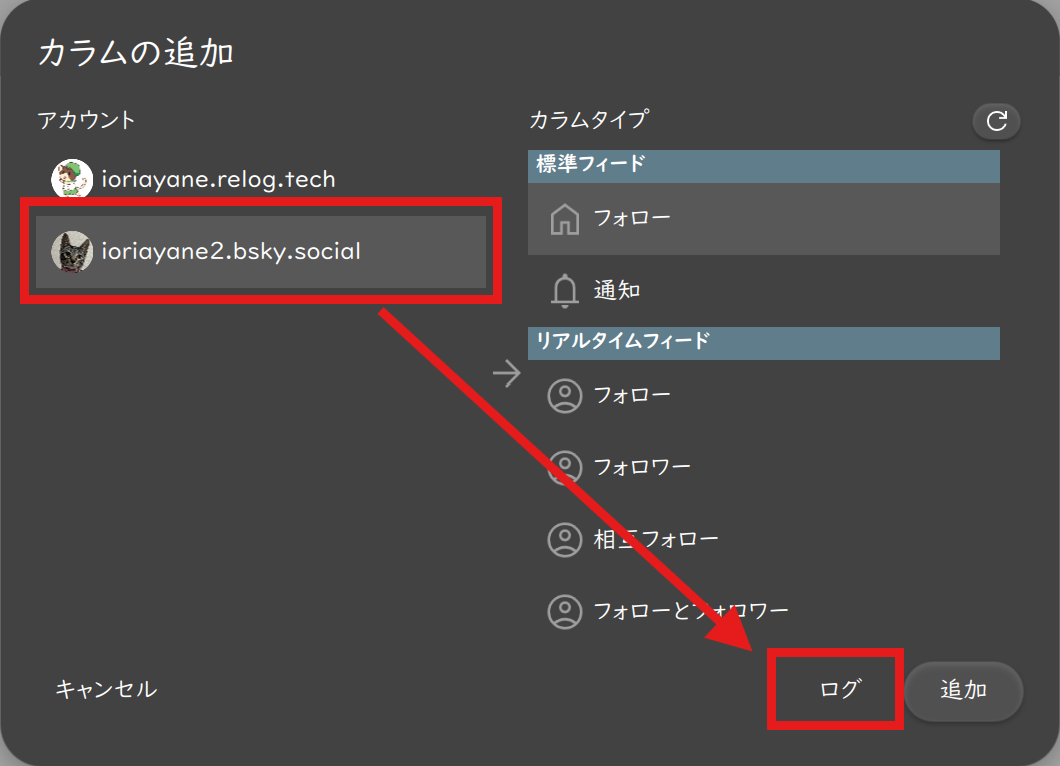 カラムの追加
アカウント
ioriayane.relog.tech
ioriayane2.bsky.social
カラムタイプ
標準フィード
フォロー
通知
リアルタイムフィード
フォロー
フォロワー
相互フォロー
フォローとフォロワー
キャンセル
ログ
追加